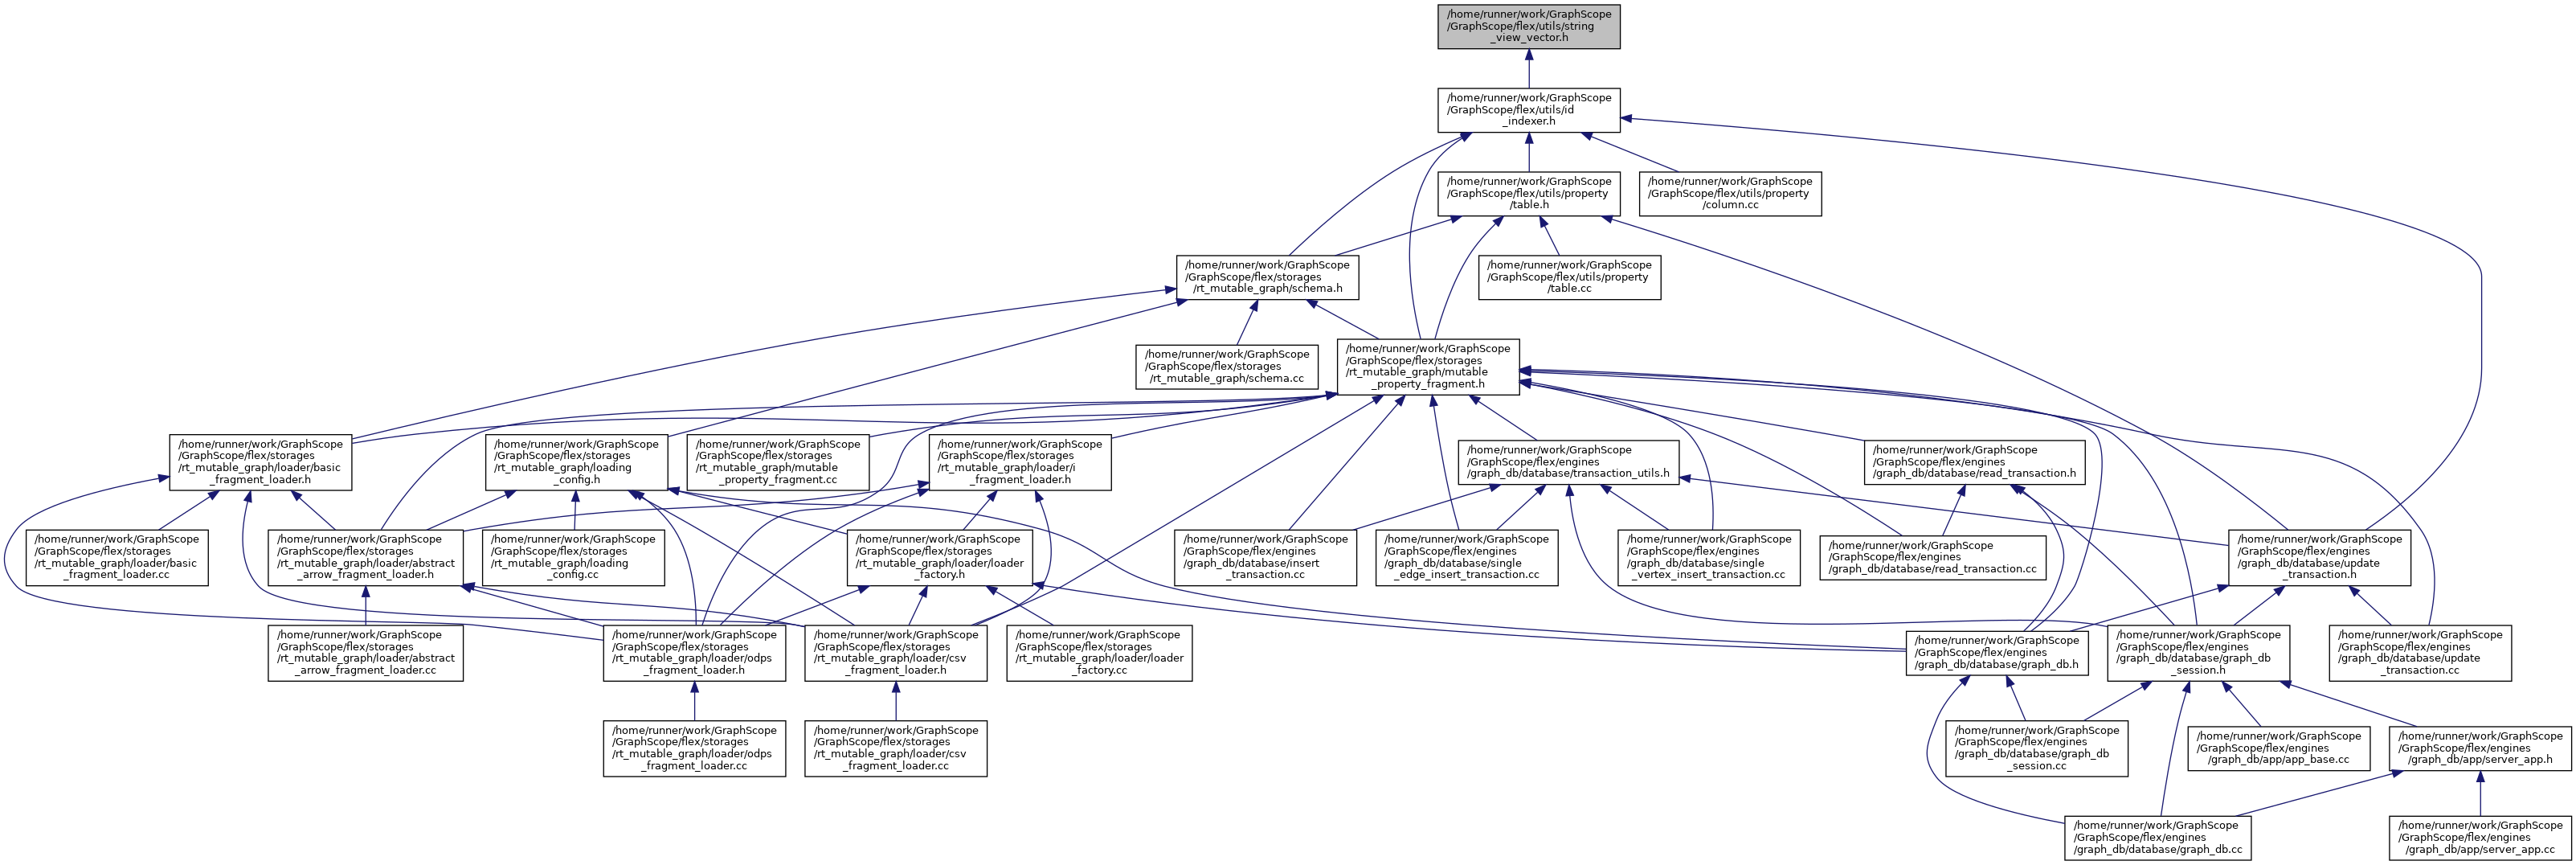 /home/runner/work/GraphScope
/GraphScope/flex/utils/string
_view_vector.h
/home/runner/work/GraphScope
/GraphScope/flex/utils/id
_indexer.h
/home/runner/work/GraphScope
/GraphScope/flex/utils/property
/table.h
/home/runner/work/GraphScope
/GraphScope/flex/utils/property
/column.cc
/home/runner/work/GraphScope
/GraphScope/flex/storages
/rt_mutable_graph/schema.h
/home/runner/work/GraphScope
/GraphScope/flex/utils/property
/table.cc
/home/runner/work/GraphScope
/GraphScope/flex/storages
/rt_mutable_graph/schema.cc
/home/runner/work/GraphScope
/GraphScope/flex/storages
/rt_mutable_graph/mutable
_property_fragment.h
/home/runner/work/GraphScope
/GraphScope/flex/storages
/rt_mutable_graph/loader/basic
_fragment_loader.h
/home/runner/work/GraphScope
/GraphScope/flex/storages
/rt_mutable_graph/loading
_config.h
/home/runner/work/GraphScope
/GraphScope/flex/storages
/rt_mutable_graph/mutable
_property_fragment.cc
/home/runner/work/GraphScope
/GraphScope/flex/storages
/rt_mutable_graph/loader/i
_fragment_loader.h
/home/runner/work/GraphScope
/GraphScope/flex/engines
/graph_db/database/transaction_utils.h
/home/runner/work/GraphScope
/GraphScope/flex/engines
/graph_db/database/read_transaction.h
/home/runner/work/GraphScope
/GraphScope/flex/storages
/rt_mutable_graph/loader/basic
_fragment_loader.cc
/home/runner/work/GraphScope
/GraphScope/flex/storages
/rt_mutable_graph/loader/abstract
_arrow_fragment_loader.h
/home/runner/work/GraphScope
/GraphScope/flex/storages
/rt_mutable_graph/loading
_config.cc
/home/runner/work/GraphScope
/GraphScope/flex/storages
/rt_mutable_graph/loader/loader
_factory.h
/home/runner/work/GraphScope
/GraphScope/flex/engines
/graph_db/database/insert
_transaction.cc
/home/runner/work/GraphScope
/GraphScope/flex/engines
/graph_db/database/single
_edge_insert_transaction.cc
/home/runner/work/GraphScope
/GraphScope/flex/engines
/graph_db/database/single
_vertex_insert_transaction.cc
/home/runner/work/GraphScope
/GraphScope/flex/engines
/graph_db/database/read_transaction.cc
/home/runner/work/GraphScope
/GraphScope/flex/engines
/graph_db/database/update
_transaction.h
/home/runner/work/GraphScope
/GraphScope/flex/storages
/rt_mutable_graph/loader/abstract
_arrow_fragment_loader.cc
/home/runner/work/GraphScope
/GraphScope/flex/storages
/rt_mutable_graph/loader/odps
_fragment_loader.h
/home/runner/work/GraphScope
/GraphScope/flex/storages
/rt_mutable_graph/loader/csv
_fragment_loader.h
/home/runner/work/GraphScope
/GraphScope/flex/storages
/rt_mutable_graph/loader/loader
_factory.cc
/home/runner/work/GraphScope
/GraphScope/flex/engines
/graph_db/database/graph_db.h
/home/runner/work/GraphScope
/GraphScope/flex/engines
/graph_db/database/graph_db
_session.h
/home/runner/work/GraphScope
/GraphScope/flex/engines
/graph_db/database/update
_transaction.cc
/home/runner/work/GraphScope
/GraphScope/flex/storages
/rt_mutable_graph/loader/odps
_fragment_loader.cc
/home/runner/work/GraphScope
/GraphScope/flex/storages
/rt_mutable_graph/loader/csv
_fragment_loader.cc
/home/runner/work/GraphScope
/GraphScope/flex/engines
/graph_db/database/graph_db
_session.cc
/home/runner/work/GraphScope
/GraphScope/flex/engines
/graph_db/app/app_base.cc
/home/runner/work/GraphScope
/GraphScope/flex/engines
/graph_db/app/server_app.h
/home/runner/work/GraphScope
/GraphScope/flex/engines
/graph_db/database/graph_db.cc
/home/runner/work/GraphScope
/GraphScope/flex/engines
/graph_db/app/server_app.cc